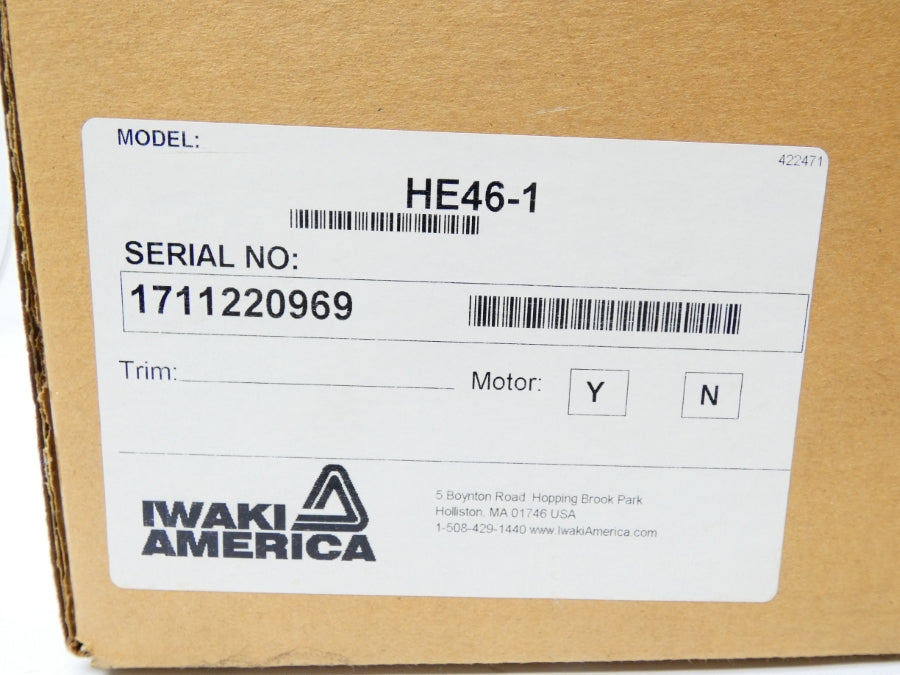 MODEL:
422471
HE46-1
SERIAL NO:
1711220969
Trim: Motor: Y N
IWAKI
AMERICA
5 Boynton Road Hopping Brook Park
Holliston, MA 01746 USA
1-508-429-1440 www.IwakiAmerica.com